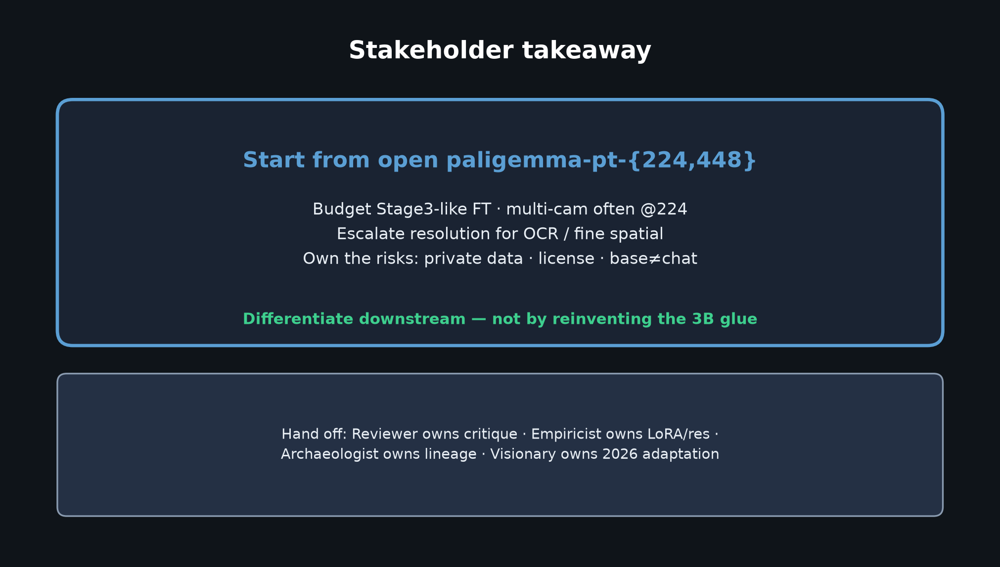 Stakeholder takeaway
Start from open paligemma-pt-{224,448}
Budget Stage3-like FT · multi-cam often @224
Escalate resolution for OCR / fine spatial
Own the risks: private data · license · base≠chat
Differentiate downstream — not by reinventing the 3B glue
Hand off: Reviewer owns critique · Empiricist owns LoRA/res ·
Archaeologist owns lineage · Visionary owns 2026 adaptation